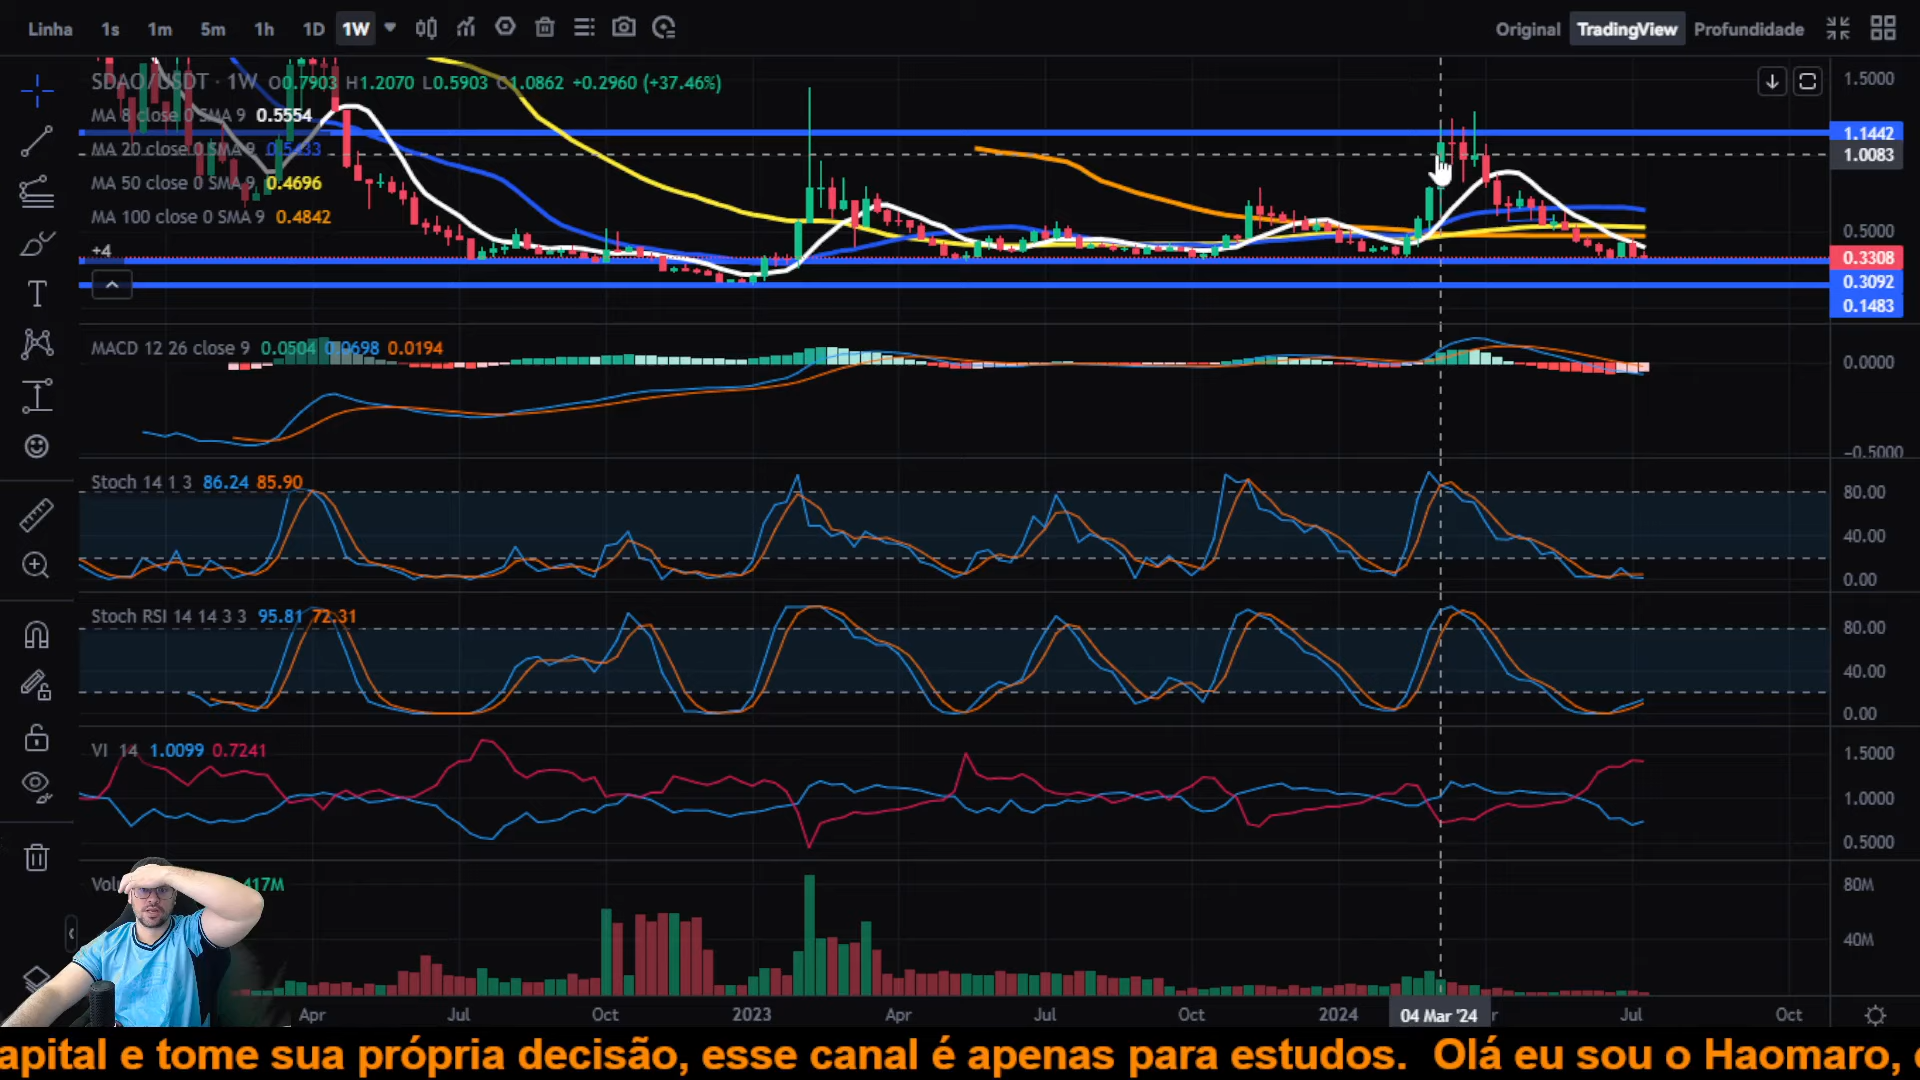 Linha 1s 1m 5m 1h 1D 1W Original TradingView Profundidade
SDAO/USDT · 1W O0.7903 H1.2070 L0.5903 C1.0862 +0.2960 (+37.46%)
MA 8 close 0 SMA 9 0.5554
MA 20 close 0 SMA 9
MA 50 close 0 SMA 9 0.4696
MA 100 close 0 SMA 9 0.4842
+4
1.5000
1.1442
1.0083
0.5000
0.3308
0.3092
0.1483
MACD 12 26 close 9 0.0504 0.0698 0.0194
0.0000
-0.5000
Stoch 14 1 3 86.24 85.90
80.00
40.00
0.00
Stoch RSI 14 14 3 3 95.81 72.31
80.00
40.00
0.00
VI 14 1.0099 0.7241
1.5000
1.0000
0.5000
417M
80M
40M
Apr Jul Oct 2023 Apr Jul Oct 2024 04 Mar '24 Jul Oct
apital e tome sua própria decisão, esse canal é apenas para estudos. Olá eu sou o Haomaro,